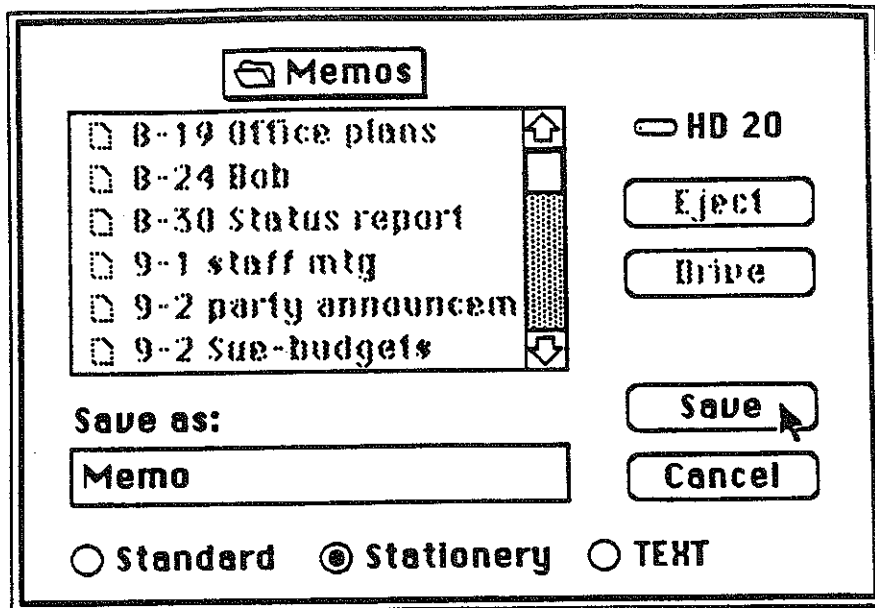 Memos
8-19 Office plans
8-24 Bob
8-30 Status report
9-1 staff mtg
9-2 party announcem
9-2 Sue-budgets
HD 20
Eject
Drive
Save as:
Memo
Save
Cancel
Standard
Stationery
TEXT